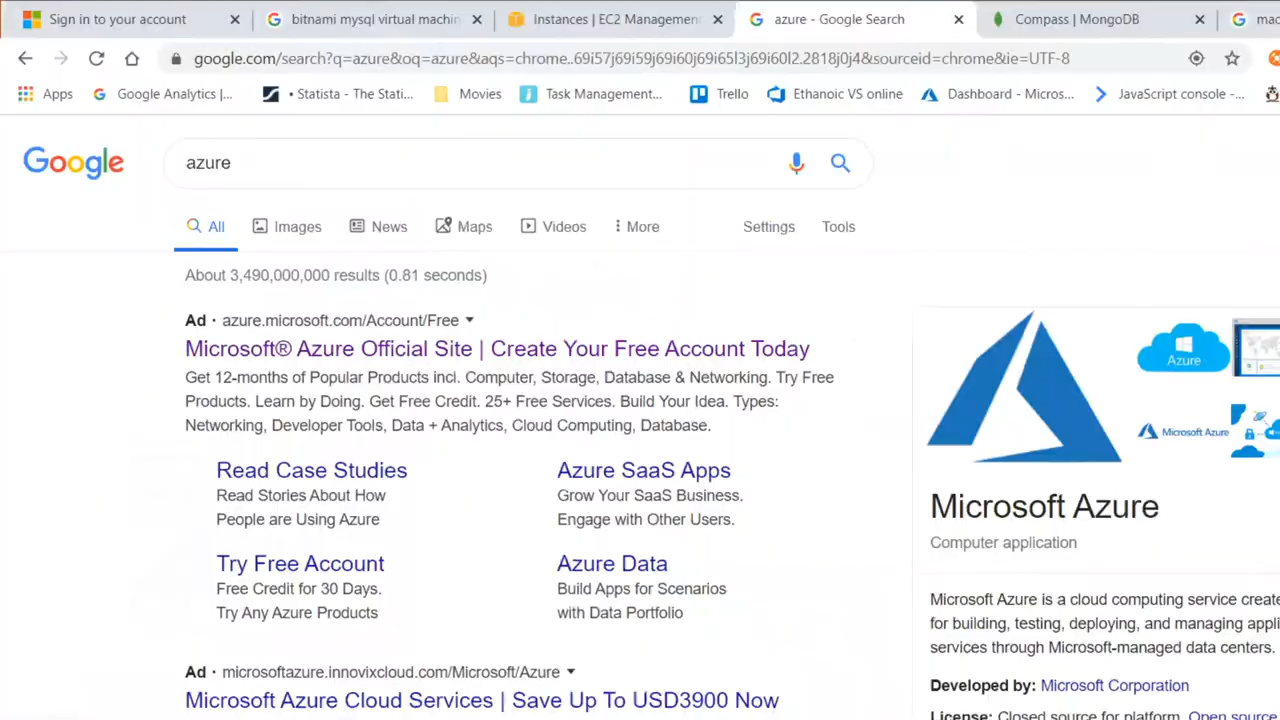 Sign in to your account
bitnami mysql virtual machin
Instances | EC2 Managemen
azure - Google Search
Compass | MongoDB
google.com/search?q=azure&oq=azure&aqs=chrome..69i57j69i59j69i60j69i65l3j69i60l2.2818j0j4&sourceid=chrome&ie=UTF-8
Apps
Google Analytics |...
• Statista - The Stati...
Movies
Task Management...
Trello
Ethanoic VS online
Dashboard - Micros...
JavaScript console -...
Google
azure
All
Images
News
Maps
Videos
More
Settings
Tools
About 3,490,000,000 results (0.81 seconds)
Ad · azure.microsoft.com/Account/Free
Microsoft® Azure Official Site | Create Your Free Account Today
Get 12-months of Popular Products incl. Computer, Storage, Database & Networking. Try Free
Products. Learn by Doing. Get Free Credit. 25+ Free Services. Build Your Idea. Types:
Networking, Developer Tools, Data + Analytics, Cloud Computing, Database.
Read Case Studies
Read Stories About How
People are Using Azure
Azure SaaS Apps
Grow Your SaaS Business.
Engage with Other Users.
Try Free Account
Free Credit for 30 Days.
Try Any Azure Products
Azure Data
Build Apps for Scenarios
with Data Portfolio
Ad · microsoftazure.innovixcloud.com/Microsoft/Azure
Microsoft Azure Cloud Services | Save Up To USD3900 Now
Azure
Microsoft Azure
Microsoft Azure
Computer application
Microsoft Azure is a cloud computing service create
for building, testing, deploying, and managing appli
services through Microsoft-managed data centers.
Developed by: Microsoft Corporation
License: Closed source for platform, Open source